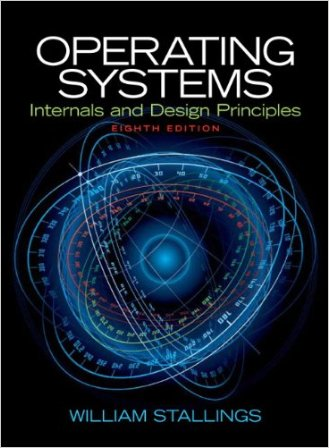 OPERATING
SYSTEMS
Internals and Design Principles
EIGHTH EDITION
WILLIAM STALLINGS